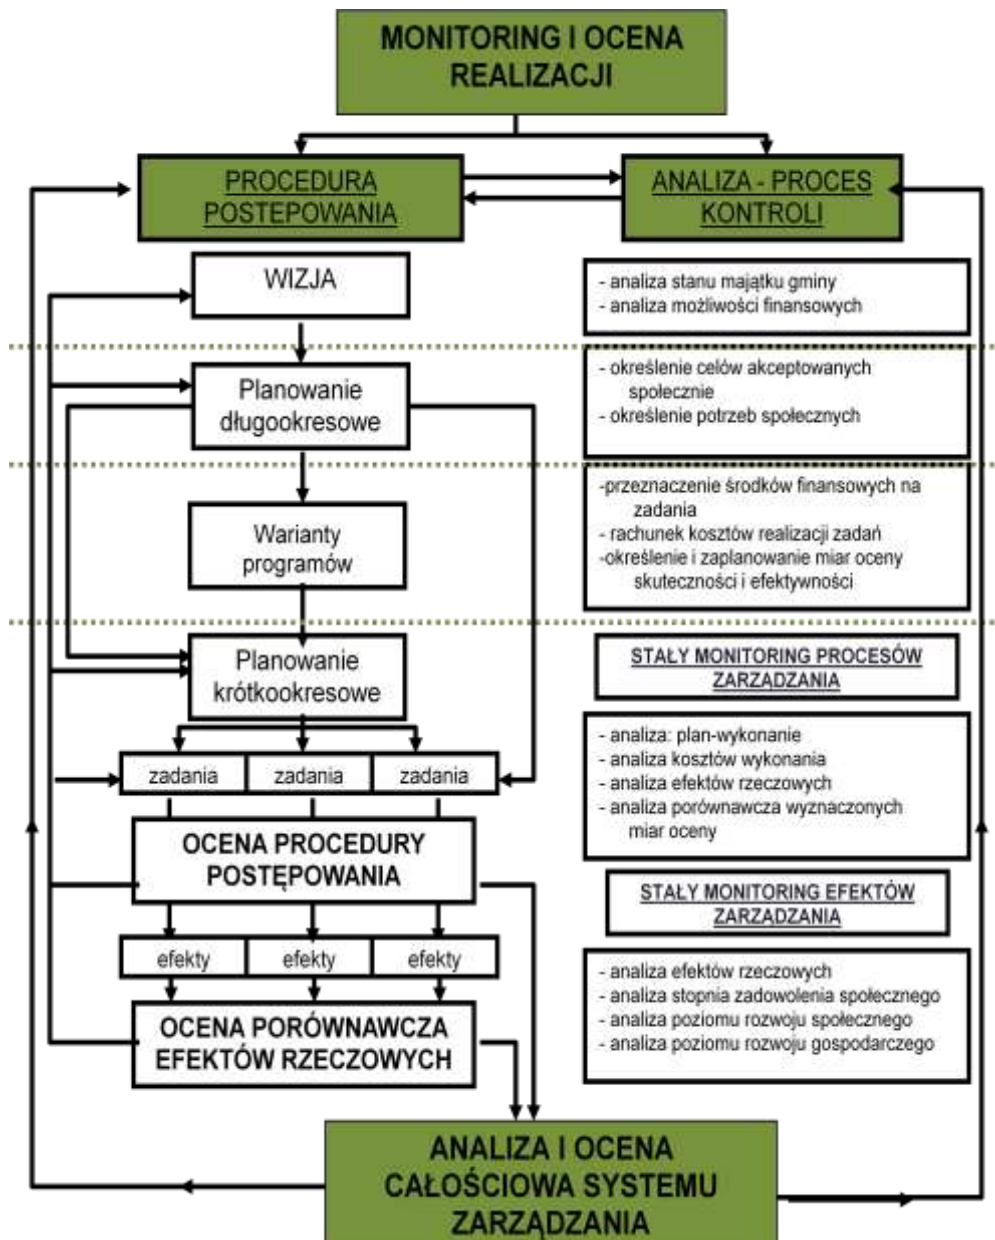 MONITORING I OCENA
REALIZACJI
PROCEDURA
POSTEPOWANIA
ANALIZA - PROCES
KONTROLI
WIZJA
- analiza stanu majątku gminy
- analiza możliwości finansowych
Planowanie
długookresowe
- określenie celów akceptowanych
społecznie
- określenie potrzeb społecznych
Warianty
programów
-przeznaczenie środków finansowych na
zadania
- rachunek kosztów realizacji zadań
-określenie i zaplanowanie miar oceny
skuteczności i efektywności
Planowanie
krótkookresowe
STAŁY MONITORING PROCESÓW
ZARZĄDZANIA
zadania zadania zadania
- analiza: plan-wykonanie
- analiza kosztów wykonania
- analiza efektów rzeczowych
- analiza porównawcza wyznaczonych
miar oceny
OCENA PROCEDURY
POSTĘPOWANIA
STAŁY MONITORING EFEKTÓW
ZARZĄDZANIA
efekty efekty efekty
- analiza efektów rzeczowych
- analiza stopnia zadowolenia społecznego
- analiza poziomu rozwoju społecznego
- analiza poziomu rozwoju gospodarczego
OCENA PORÓWNAWCZA
EFEKTÓW RZECZOWYCH
ANALIZA I OCENA
CAŁOŚCIOWA SYSTEMU
ZARZĄDZANIA